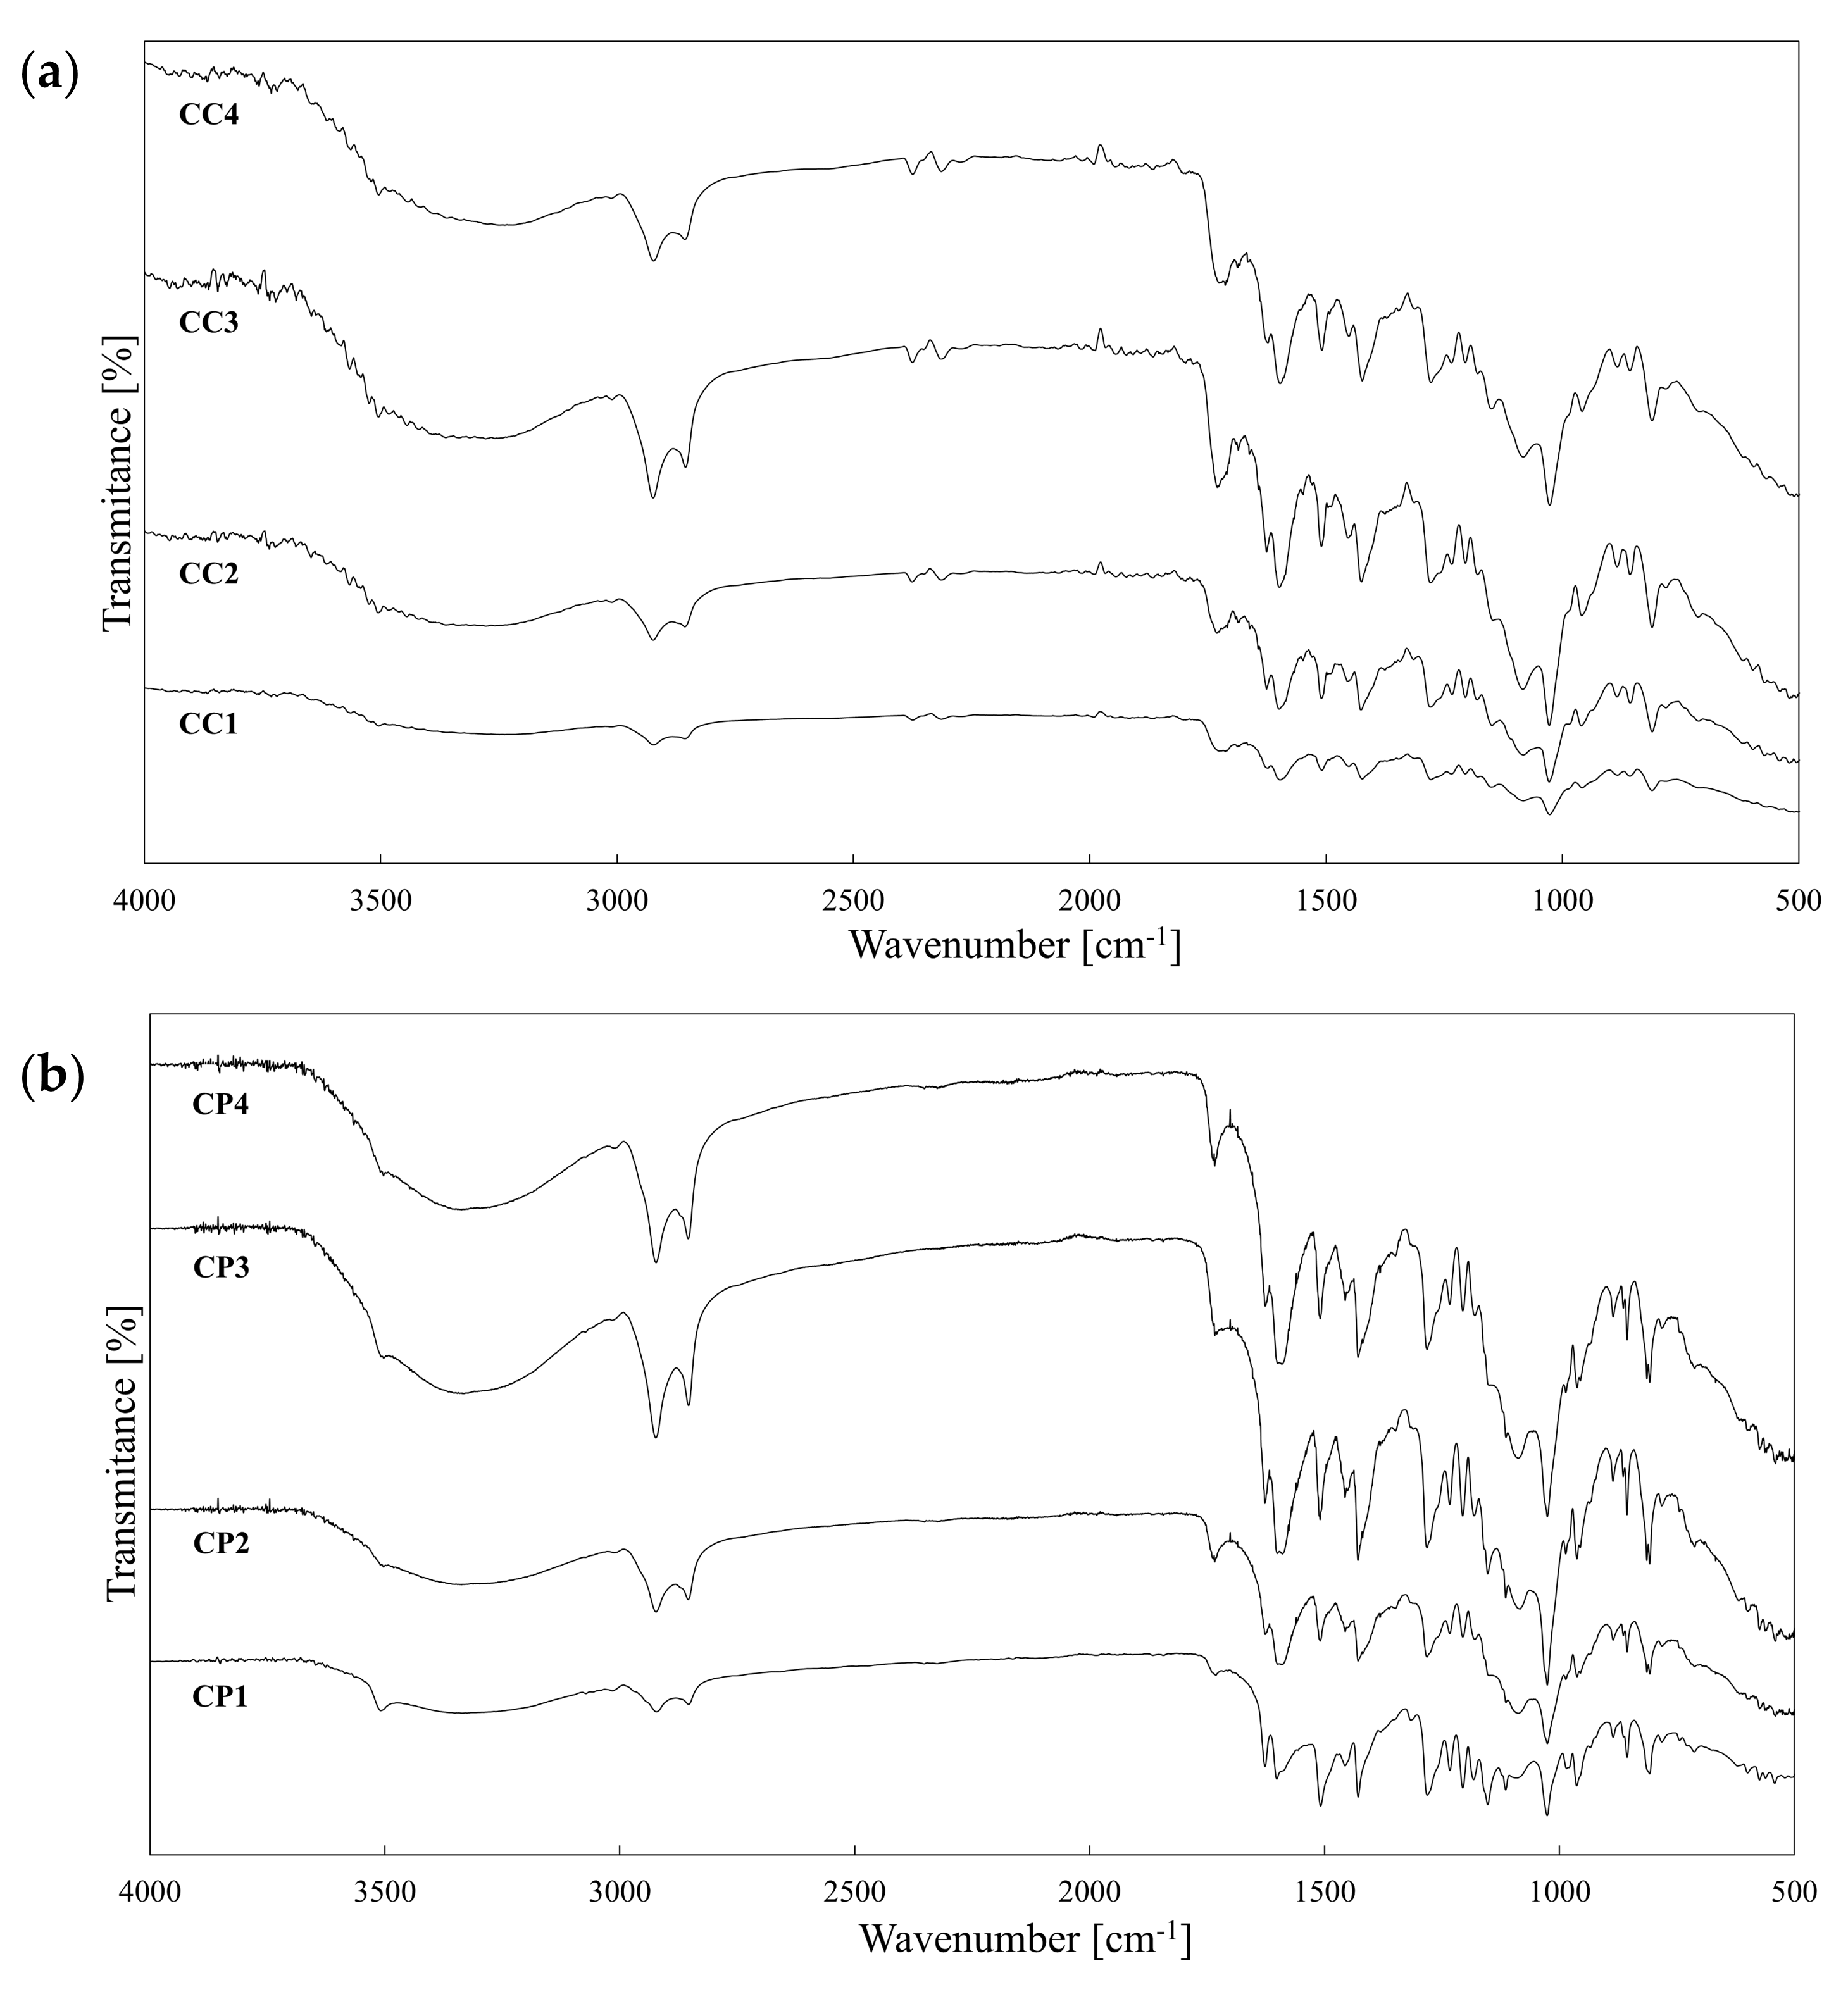 (a)
CC4
CC3
CC2
CC1
Transmitance [%]
4000 3500 3000 2500 2000 1500 1000 500
Wavenumber [cm-1]
(b)
CP4
CP3
CP2
CP1
Transmitance [%]
4000 3500 3000 2500 2000 1500 1000 500
Wavenumber [cm-1]